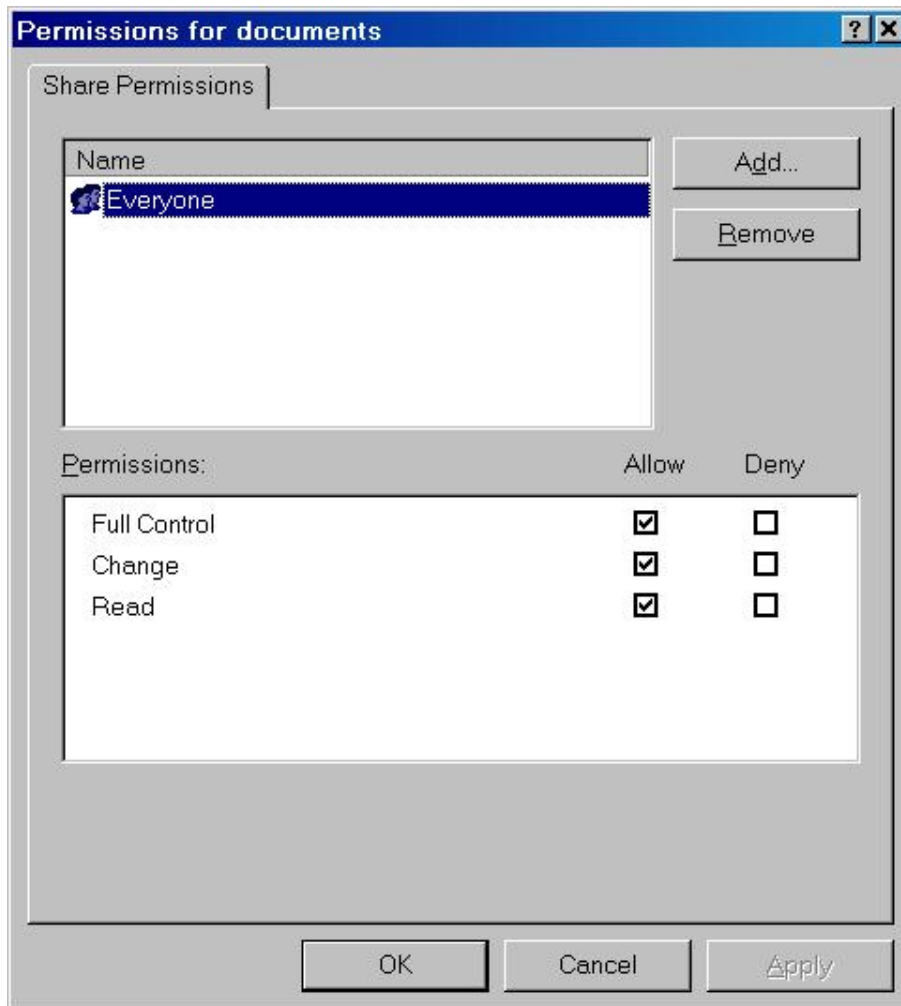 Permissions for documents
Share Permissions
Name
Add...
Everyone
Remove
Permissions: Allow Deny
Full Control
Change
Read
OK Cancel Apply